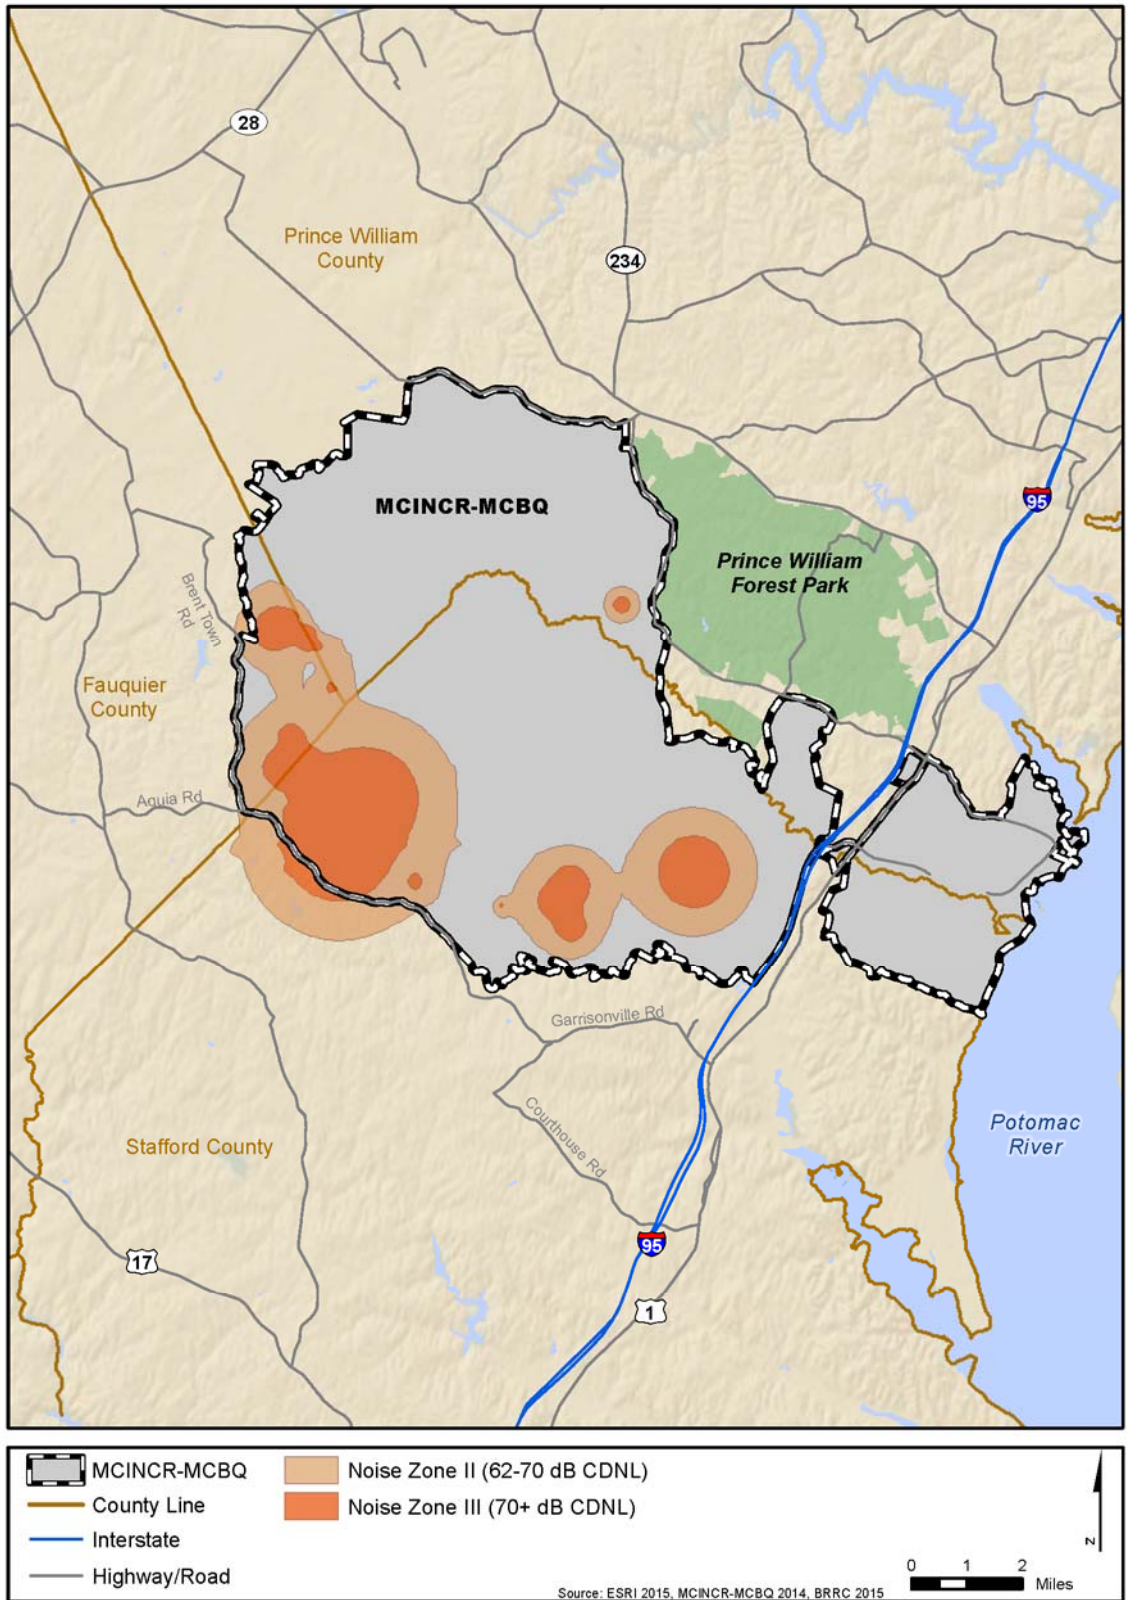 28
Prince William
County
234
MCINCR-MCBQ
95
Prince William
Forest Park
Brent Town
Rd
Fauquier
County
Aquia Rd
Garrisonville Rd
Courthouse Rd
Potomac
River
Stafford County
17
95
1
MCINCR-MCBQ
County Line
Interstate
Highway/Road
Noise Zone II (62-70 dB CDNL)
Noise Zone III (70+ dB CDNL)
Source: ESRI 2015, MCINCR-MCBQ 2014, BRRC 2015
N
0 1 2
Miles